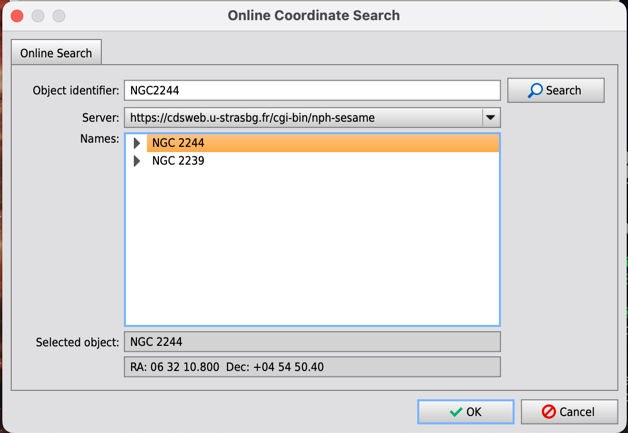 Online Coordinate Search
Online Search
Object identifier: NGC2244 Search
Server: https://cdsweb.u-strasbg.fr/cgi-bin/nph-sesame
Names: NGC 2244
NGC 2239
Selected object: NGC 2244
RA: 06 32 10.800 Dec: +04 54 50.40
OK Cancel